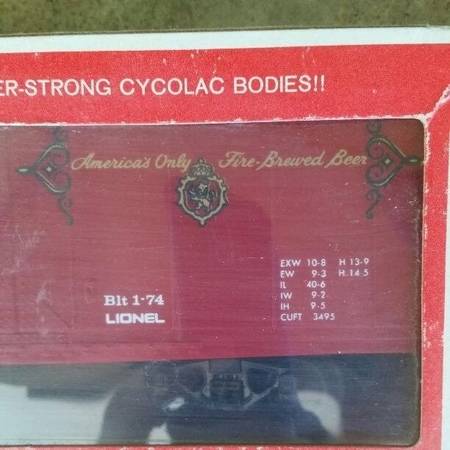 ER-STRONG CYCOLAC BODIES!!
America's Only Fire-Brewed Beer
EXW 10-8 H 13-9
EW 9-3 H 14-5
IL 40-6
IW 9-2
IH 9-5
CUFT 3495
Blt 1-74
LIONEL